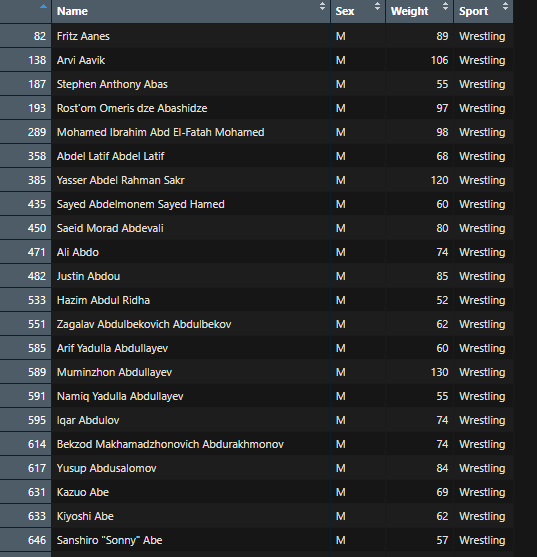 Name Sex Weight Sport
82 Fritz Aanes M 89 Wrestling
138 Arvi Aavik M 106 Wrestling
187 Stephen Anthony Abas M 55 Wrestling
193 Rost'om Omeris dze Abashidze M 97 Wrestling
289 Mohamed Ibrahim Abd El-Fatah Mohamed M 98 Wrestling
358 Abdel Latif Abdel Latif M 68 Wrestling
385 Yasser Abdel Rahman Sakr M 120 Wrestling
435 Sayed Abdelmonem Sayed Hamed M 60 Wrestling
450 Saeid Morad Abdevali M 80 Wrestling
471 Ali Abdo M 74 Wrestling
482 Justin Abdou M 85 Wrestling
533 Hazim Abdul Ridha M 52 Wrestling
551 Zagalav Abdulbekovich Abdulbekov M 62 Wrestling
585 Arif Yadulla Abdullayev M 60 Wrestling
589 Muminzhon Abdullayev M 130 Wrestling
591 Namiq Yadulla Abdullayev M 55 Wrestling
595 Iqar Abdulov M 74 Wrestling
614 Bekzod Makhamadzhonovich Abdurakhmonov M 74 Wrestling
617 Yusup Abdusalomov M 84 Wrestling
631 Kazuo Abe M 69 Wrestling
633 Kiyoshi Abe M 62 Wrestling
646 Sanshiro "Sonny" Abe M 57 Wrestling